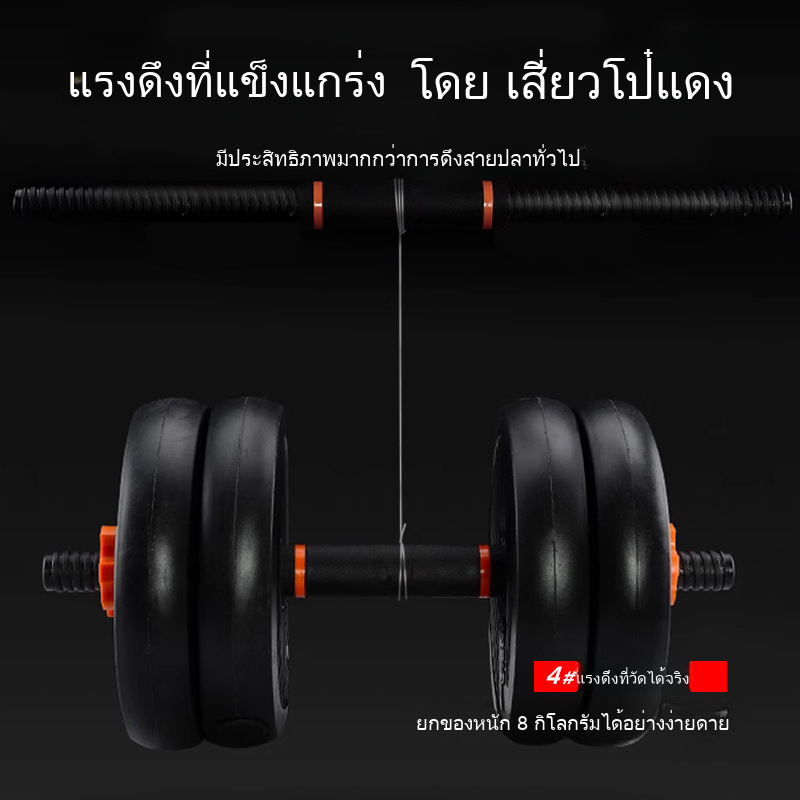 แรงดึงที่แข็งแกร่ง โดย เสี่ยวโป๋แดง
มีประสิทธิภาพมากกว่าการดึงสายปลาทั่วไป
4#แรงดึงที่วัดได้จริง
ยกของหนัก 8 กิโลกรัมได้อย่างง่ายดาย